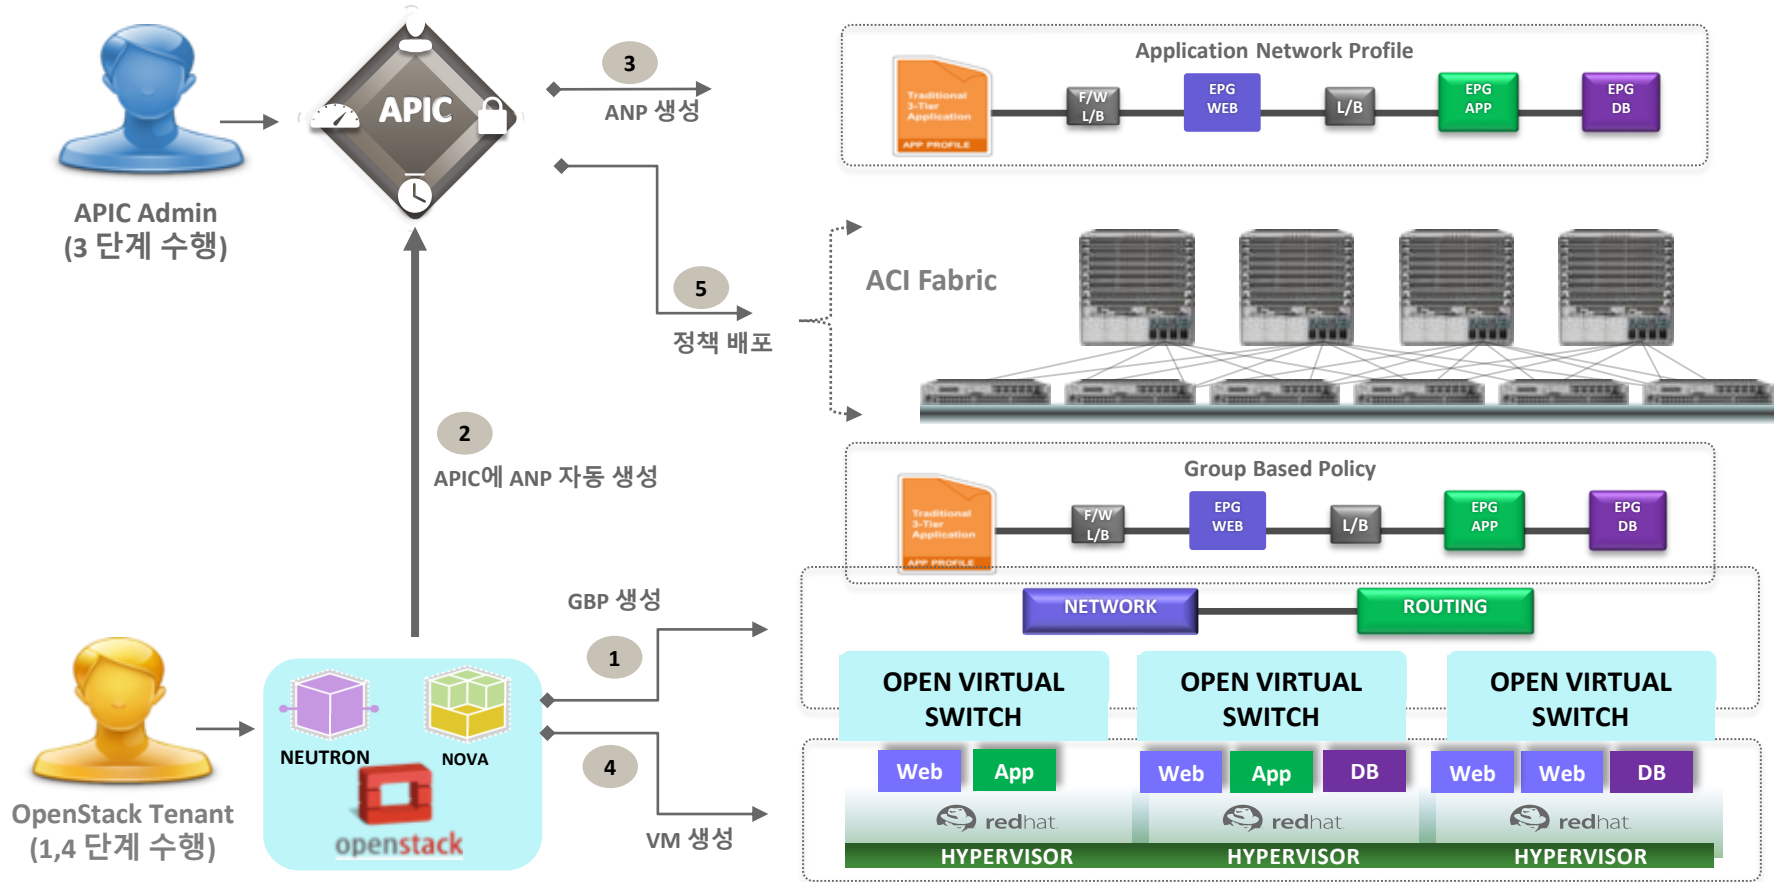 APIC
APIC Admin
(3 단계 수행)
3
ANP 생성
Application Network Profile
Traditional
3-Tier
Application
APP PROFILE
F/W
L/B
EPG
WEB
L/B
EPG
APP
EPG
DB
5
정책 배포
ACI Fabric
2
APIC에 ANP 자동 생성
Group Based Policy
Traditional
3-Tier
Application
APP PROFILE
F/W
L/B
EPG
WEB
L/B
EPG
APP
EPG
DB
GBP 생성
1
NETWORK
ROUTING
OpenStack Tenant
(1,4 단계 수행)
NEUTRON
NOVA
openstack
4
VM 생성
OPEN VIRTUAL
SWITCH
OPEN VIRTUAL
SWITCH
OPEN VIRTUAL
SWITCH
Web
App
Web
App
DB
Web
Web
DB
redhat.
redhat.
redhat.
HYPERVISOR
HYPERVISOR
HYPERVISOR